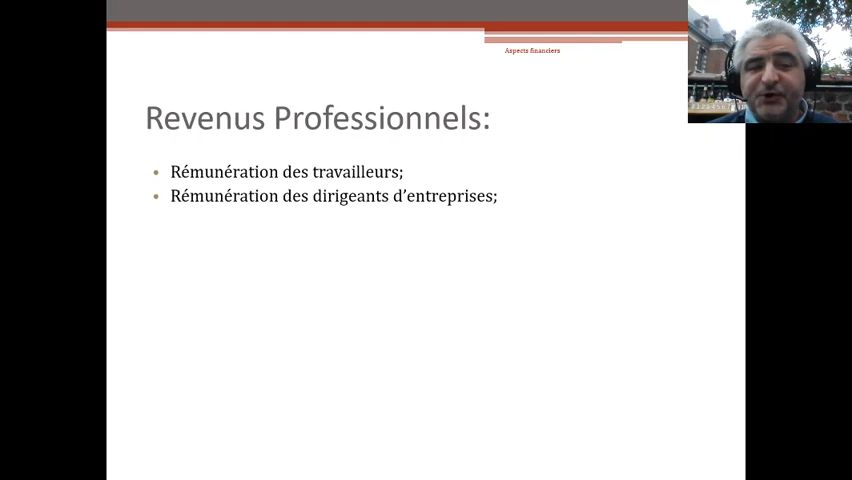 Aspects financiers
Revenus Professionnels:
• Rémunération des travailleurs;
• Rémunération des dirigeants d’entreprises;